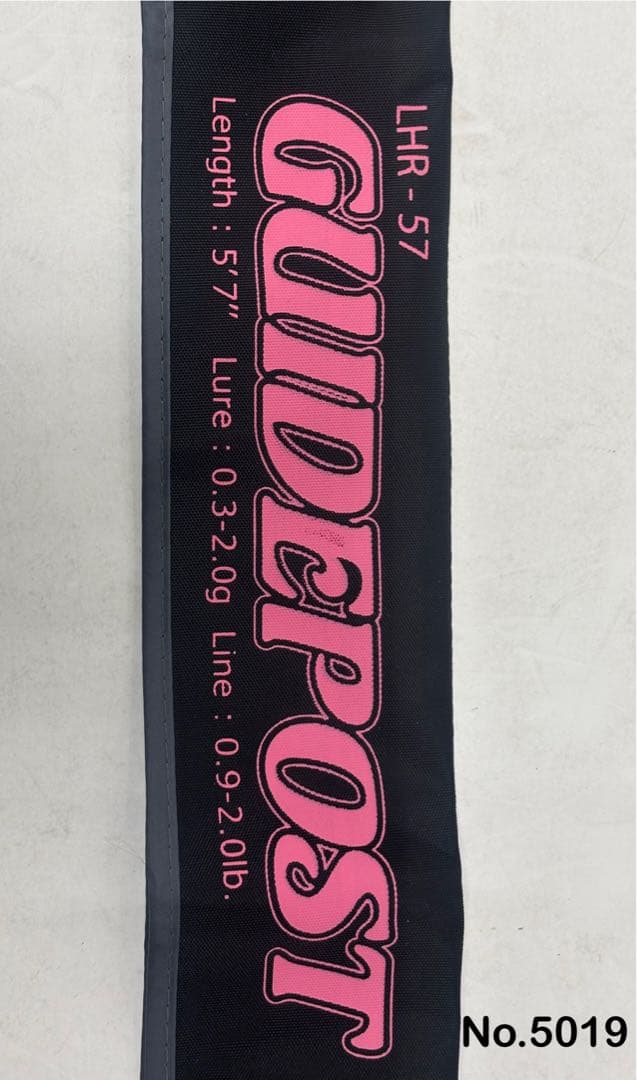 LHR - 57
GUIDEPOST
Length : 5'7" Lure : 0.3-2.0g Line : 0.9-2.0lb.
No.5019